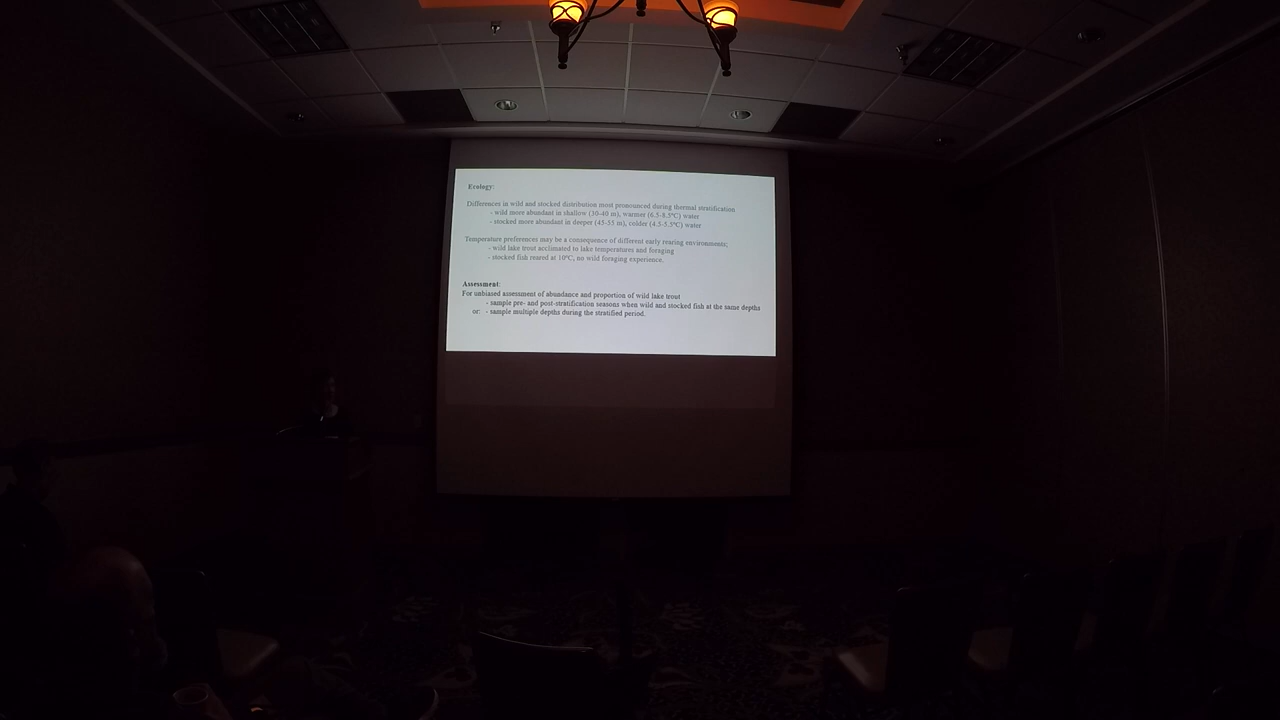 Ecology:
Differences in wild and stocked distribution most pronounced during thermal stratification
- wild more abundant in shallow (30-40 m), warmer (6.5-8.5°C) water
- stocked more abundant in deeper (45-55 m), colder (4.5-5.5°C) water
Temperature preferences may be a consequence of different early rearing environments;
- wild lake trout acclimated to lake temperatures and foraging
- stocked fish reared at 10°C, no wild foraging experience.
Assessment:
For unbiased assessment of abundance and proportion of wild lake trout
- sample pre- and post-stratification seasons when wild and stocked fish at the same depths
or: - sample multiple depths during the stratified period.